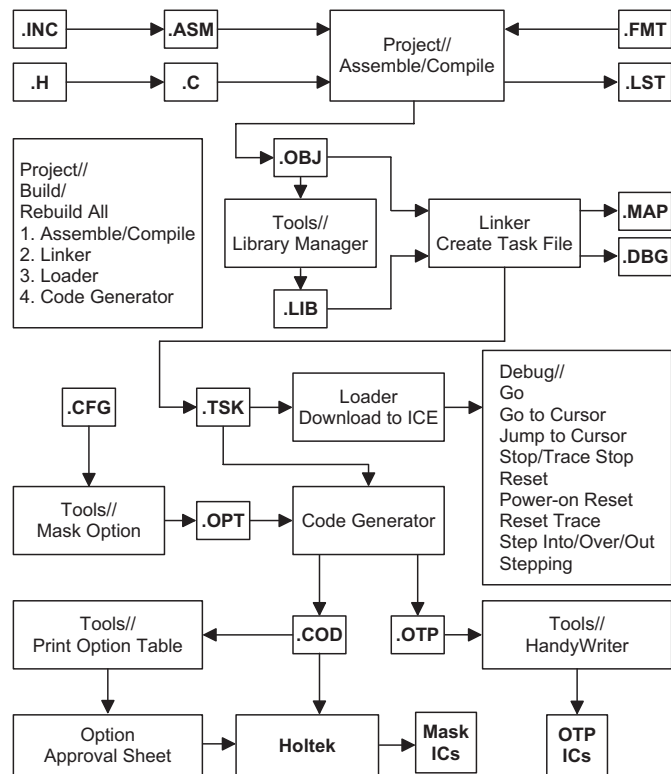 .INC
.ASM
Project//
Assemble/Compile
.FMT
.H
.C
.LST
.OBJ
Project//
Build/
Rebuild All
1. Assemble/Compile
2. Linker
3. Loader
4. Code Generator
Tools//
Library Manager
Linker
Create Task File
.MAP
.DBG
.LIB
.CFG
.TSK
Loader
Download to ICE
Debug//
Go
Go to Cursor
Jump to Cursor
Stop/Trace Stop
Reset
Power-on Reset
Reset Trace
Step Into/Over/Out
Stepping
Tools//
Mask Option
.OPT
Code Generator
Tools//
Print Option Table
.COD
.OTP
Tools//
HandyWriter
Option
Approval Sheet
Holtek
Mask
ICs
OTP
ICs